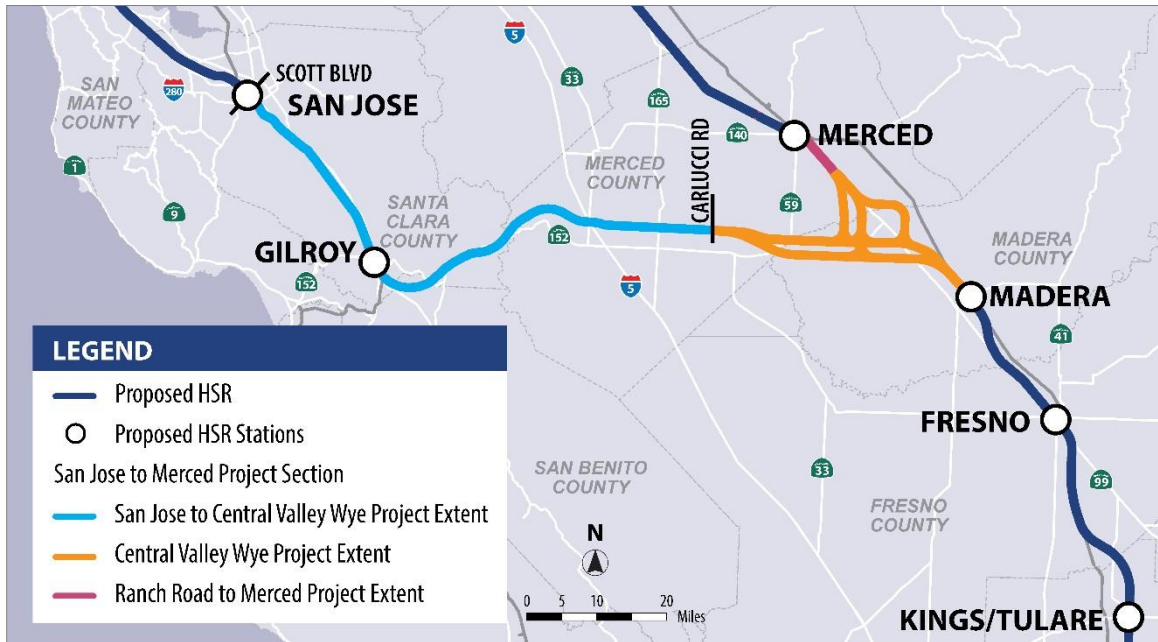 SCOTT BLVD
SAN JOSE
SAN
MATEO
COUNTY
280
1
9
5
33
165
140
MERCED
CARLUCCI RD
MERCED
COUNTY
59
SANTA
CLARA
COUNTY
GILROY
152
152
5
MADERA
COUNTY
MADERA
41
FRESNO
33
99
SAN BENITO
COUNTY
FRESNO
COUNTY
KINGS/TULARE
LEGEND
Proposed HSR
Proposed HSR Stations
San Jose to Merced Project Section
San Jose to Central Valley Wye Project Extent
Central Valley Wye Project Extent
Ranch Road to Merced Project Extent
N
0 5 10 20
Miles